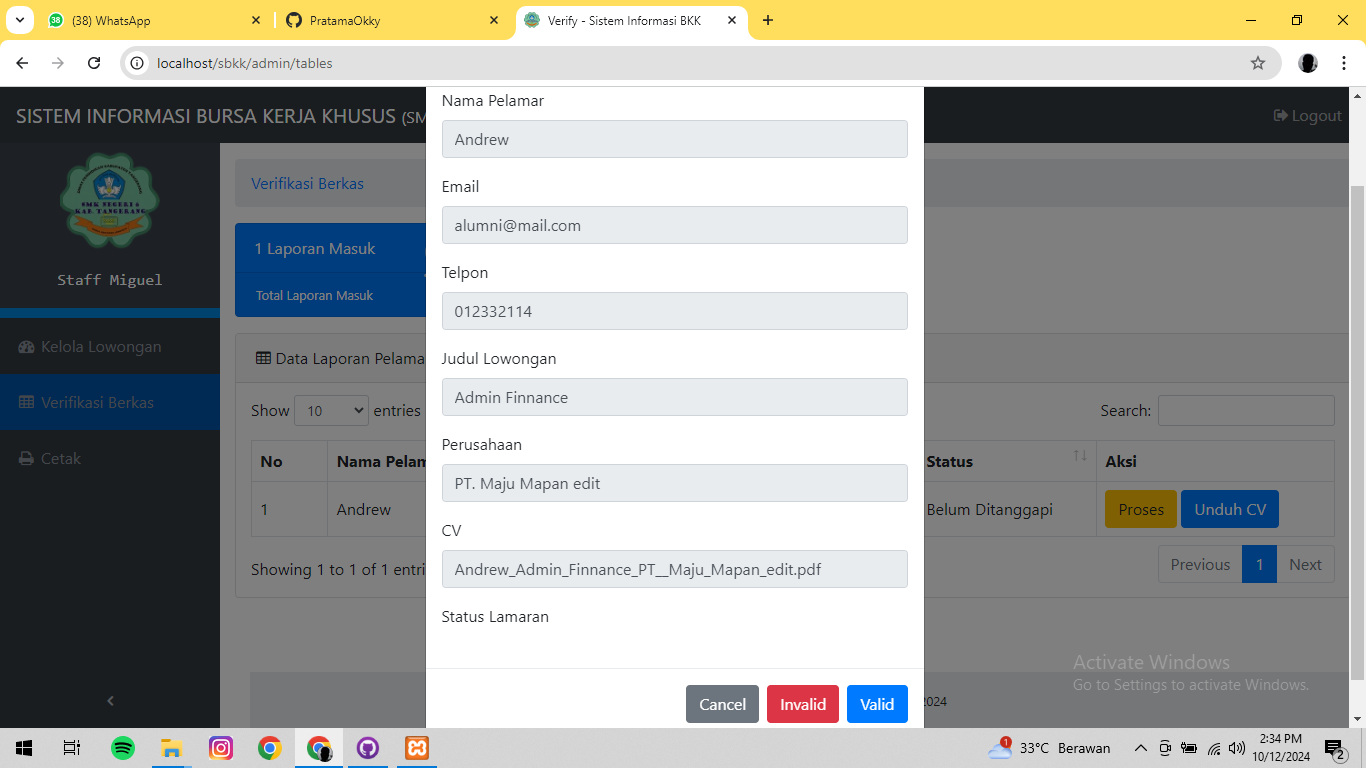 (38) WhatsApp
PratamaOkky
Verify - Sistem Informasi BKK
localhost/sbkk/admin/tables
SISTEM INFORMASI BURSA KERJA KHUSUS (SM
Logout
SMK NEGERI 4
KAB. TANGERANG
Staff Miguel
Kelola Lowongan
Verifikasi Berkas
Cetak
Verifikasi Berkas
1 Laporan Masuk
Total Laporan Masuk
Data Laporan Pelama
Show 10 entries
Search:
No Nama Pelam Status Aksi
1 Andrew Belum Ditanggapi Proses Unduh CV
Showing 1 to 1 of 1 entri
Previous 1 Next
2024
Nama Pelamar
Andrew
Email
alumni@mail.com
Telpon
012332114
Judul Lowongan
Admin Finnance
Perusahaan
PT. Maju Mapan edit
CV
Andrew_Admin_Finnance_PT__Maju_Mapan_edit.pdf
Status Lamaran
Cancel Invalid Valid
Activate Windows
Go to Settings to activate Windows.
1
33°C Berawan
2:34 PM
10/12/2024
2